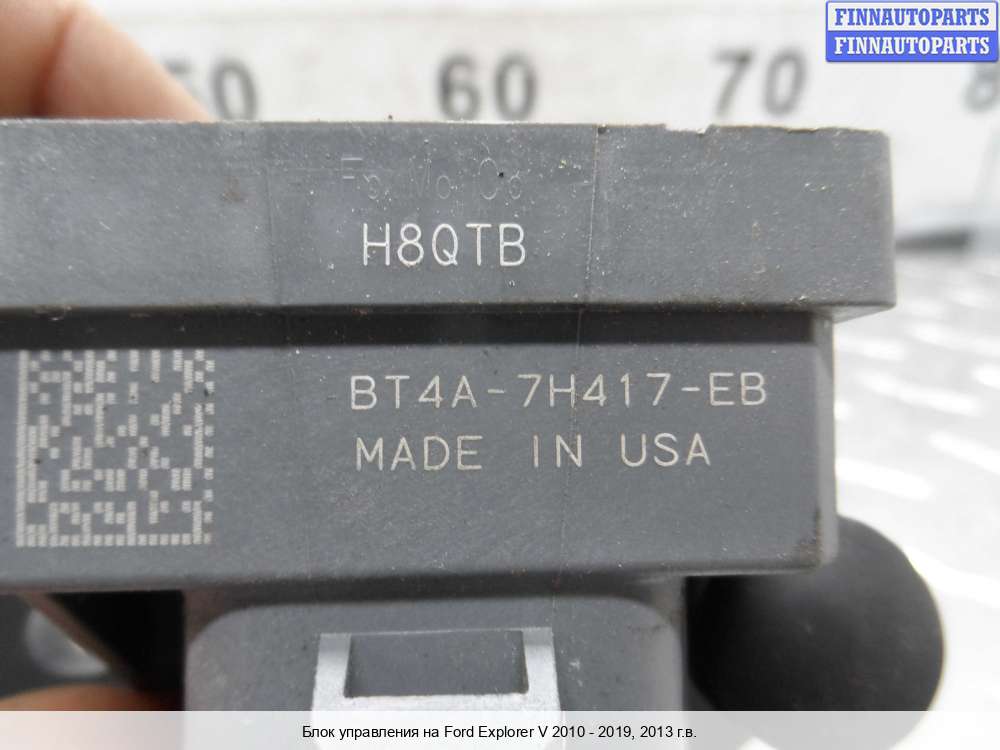 FINNAUTOPARTS
FINNAUTOPARTS
60 70
FoMoCo
H8QTB
BT4A-7H417-EB
MADE IN USA
Блок управления на Ford Explorer V 2010 - 2019, 2013 г.в.